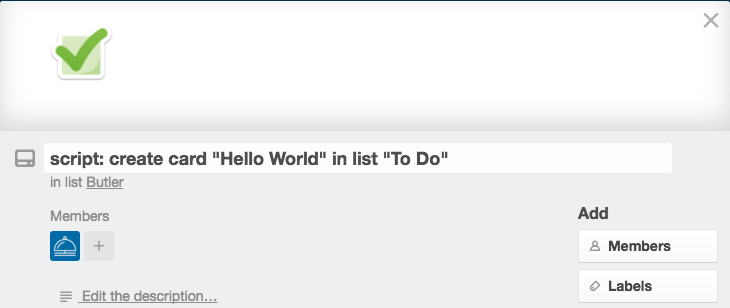 script: create card "Hello World" in list "To Do"
in list Butler
Members
Add
Members
Labels
Edit the description…